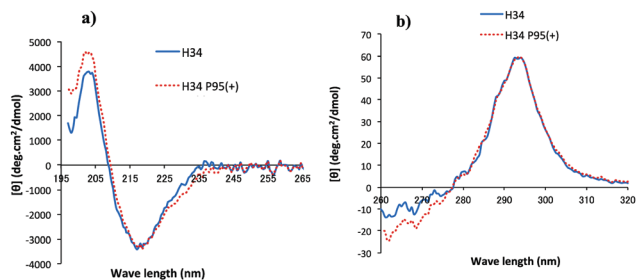 a)
H34
H34 P95(+)
[θ] (deg.cm²/dmol)
5000
4000
3000
2000
1000
0
-1000
-2000
-3000
-4000
195 205 215 225 235 245 255 265
Wave length (nm)
b)
H34
H34 P95(+)
[θ] (deg.cm²/dmol)
70
60
50
40
30
20
10
0
-10
-20
-30
260 270 280 290 300 310 320
Wave length (nm)